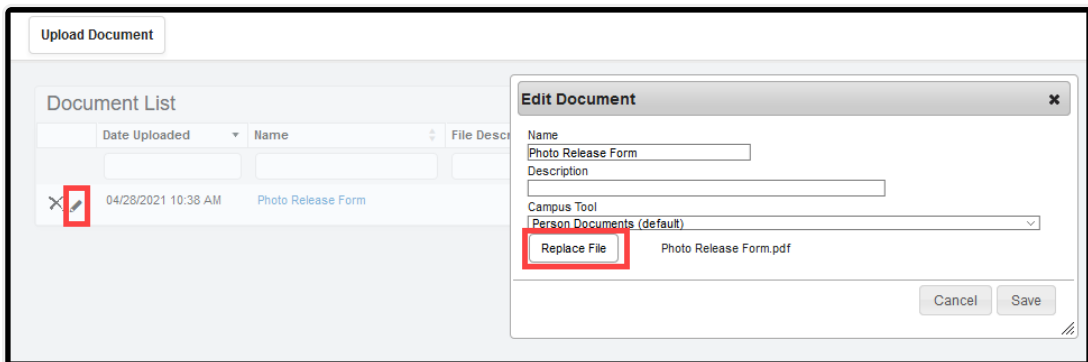 Upload Document
Document List
Date Uploaded Name File Descr
04/28/2021 10:38 AM Photo Release Form
Edit Document
Name
Photo Release Form
Description
Campus Tool
Person Documents (default)
Replace File Photo Release Form.pdf
Cancel Save